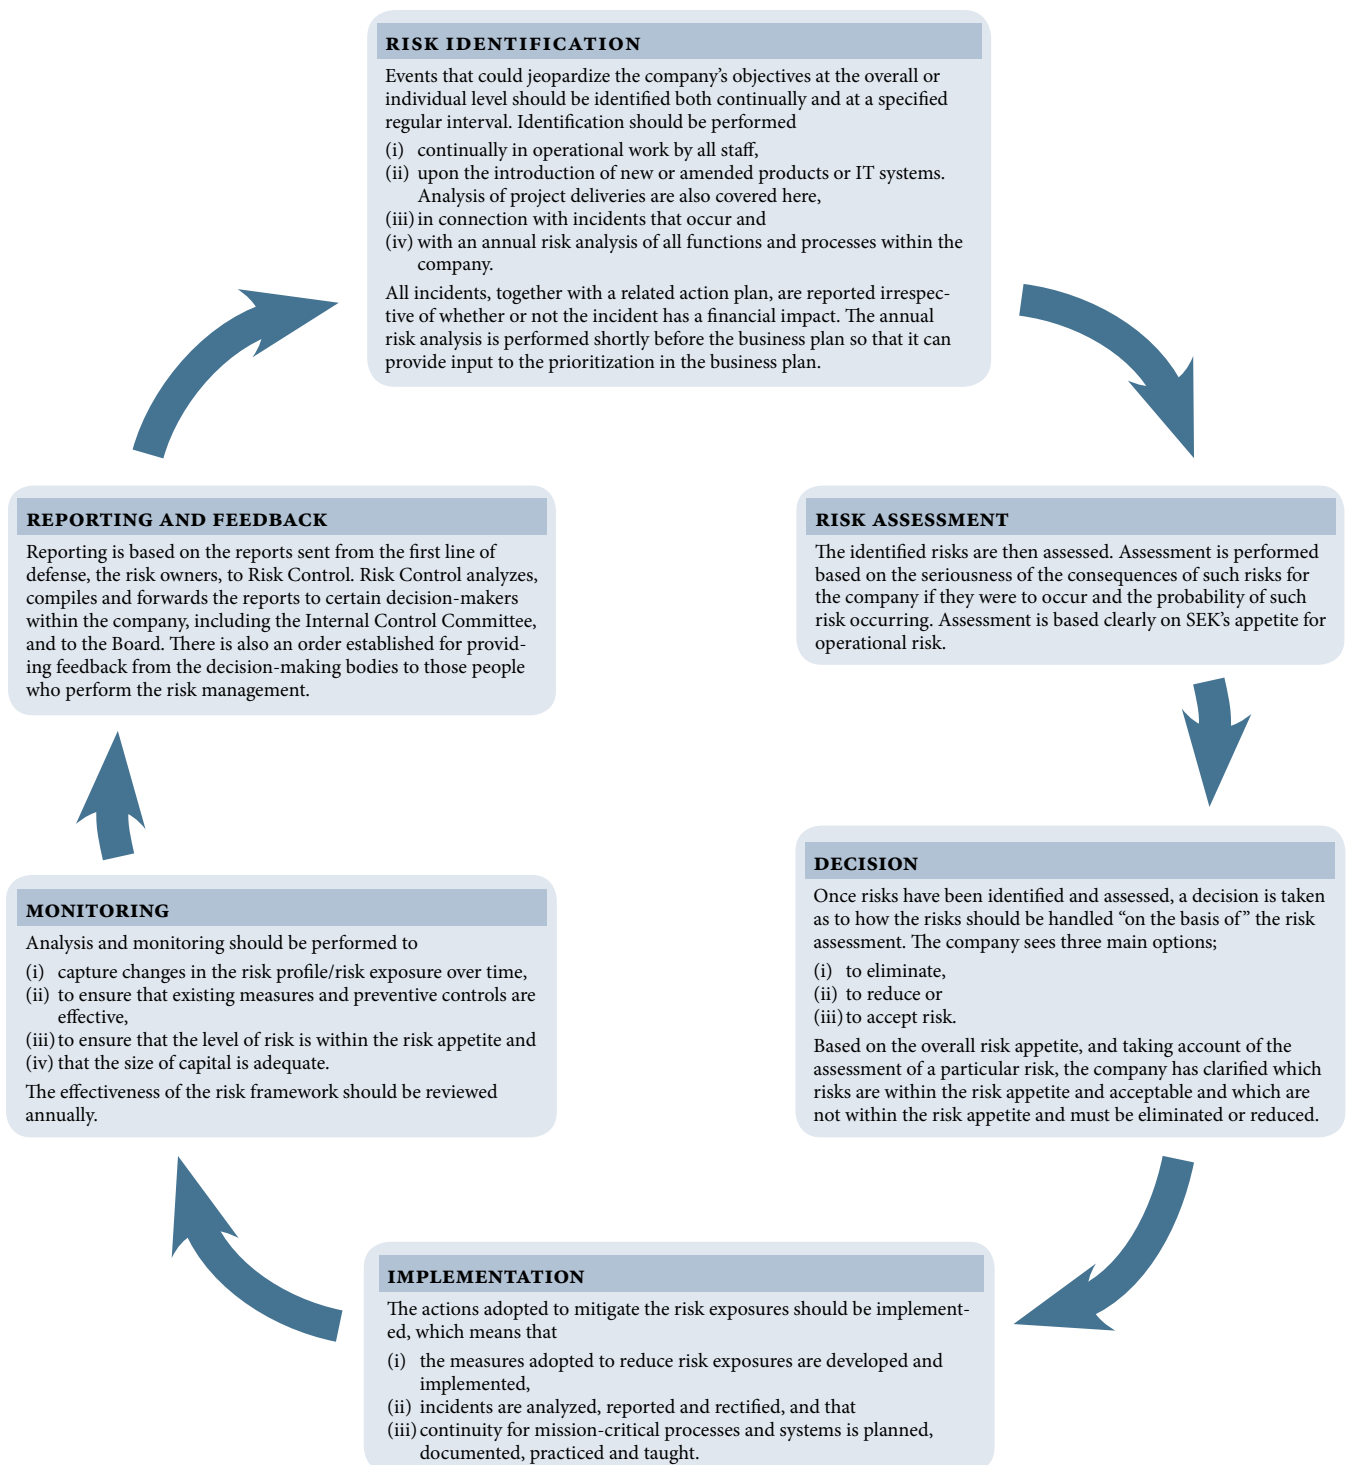 RISK IDENTIFICATION
Events that could jeopardize the company’s objectives at the overall or
individual level should be identified both continually and at a specified
regular interval. Identification should be performed
(i) continually in operational work by all staff,
(ii) upon the introduction of new or amended products or IT systems.
Analysis of project deliveries are also covered here,
(iii) in connection with incidents that occur and
(iv) with an annual risk analysis of all functions and processes within the
company.
All incidents, together with a related action plan, are reported irrespec-
tive of whether or not the incident has a financial impact. The annual
risk analysis is performed shortly before the business plan so that it can
provide input to the prioritization in the business plan.
RISK ASSESSMENT
The identified risks are then assessed. Assessment is performed
based on the seriousness of the consequences of such risks for
the company if they were to occur and the probability of such
risk occurring. Assessment is based clearly on SEK’s appetite for
operational risk.
DECISION
Once risks have been identified and assessed, a decision is taken
as to how the risks should be handled “on the basis of” the risk
assessment. The company sees three main options;
(i) to eliminate,
(ii) to reduce or
(iii) to accept risk.
Based on the overall risk appetite, and taking account of the
assessment of a particular risk, the company has clarified which
risks are within the risk appetite and acceptable and which are
not within the risk appetite and must be eliminated or reduced.
IMPLEMENTATION
The actions adopted to mitigate the risk exposures should be implement-
ed, which means that
(i) the measures adopted to reduce risk exposures are developed and
implemented,
(ii) incidents are analyzed, reported and rectified, and that
(iii) continuity for mission-critical processes and systems is planned,
documented, practiced and taught.
MONITORING
Analysis and monitoring should be performed to
(i) capture changes in the risk profile/risk exposure over time,
(ii) to ensure that existing measures and preventive controls are
effective,
(iii) to ensure that the level of risk is within the risk appetite and
(iv) that the size of capital is adequate.
The effectiveness of the risk framework should be reviewed
annually.
REPORTING AND FEEDBACK
Reporting is based on the reports sent from the first line of
defense, the risk owners, to Risk Control. Risk Control analyzes,
compiles and forwards the reports to certain decision-makers
within the company, including the Internal Control Committee,
and to the Board. There is also an order established for provid-
ing feedback from the decision-making bodies to those people
who perform the risk management.